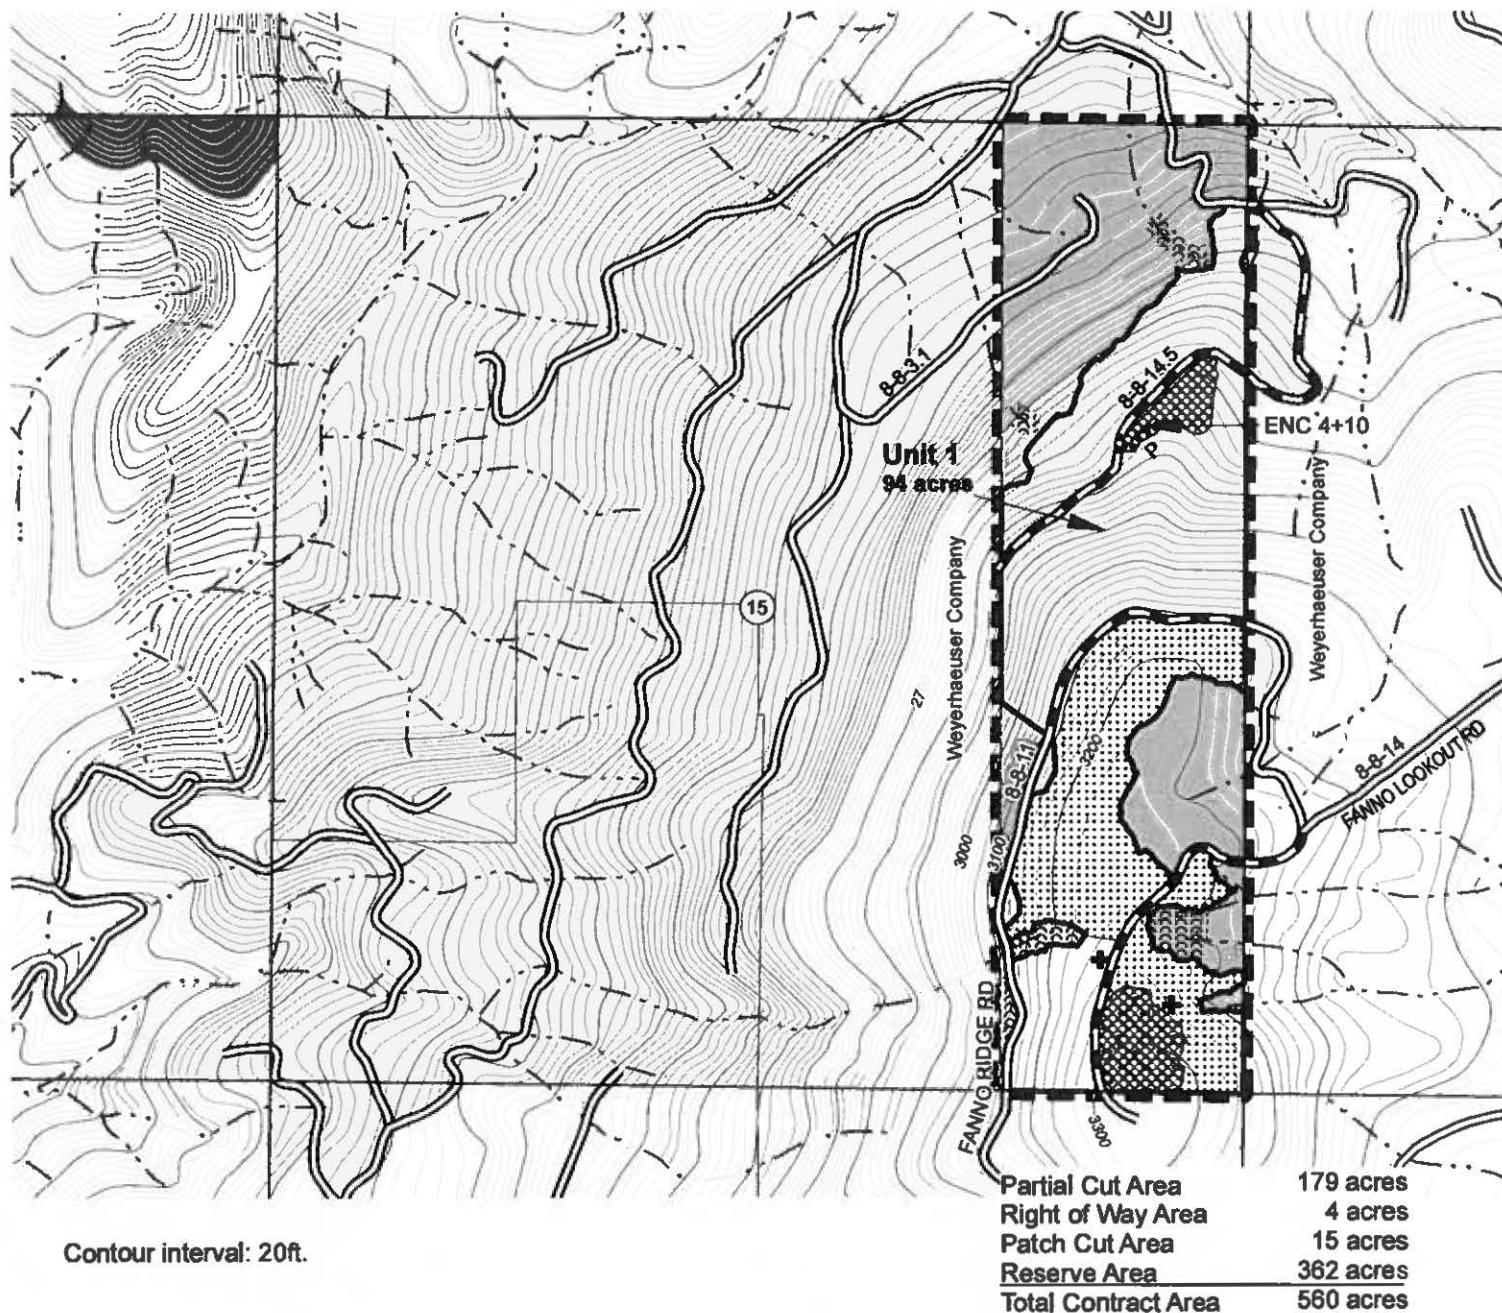 8-8-3.1
8-8-14.5
ENC 4+10
P
Unit 1
94 acres
Weyerhaeuser Company
Weyerhaeuser Company
15
27
3200
8-8-11
8-8-14
FANNO LOOKOUT RD
3000
3100
FANNO RIDGE RD
3300
Partial Cut Area 179 acres
Right of Way Area 4 acres
Patch Cut Area 15 acres
Reserve Area 362 acres
Total Contract Area 560 acres
Contour interval: 20ft.